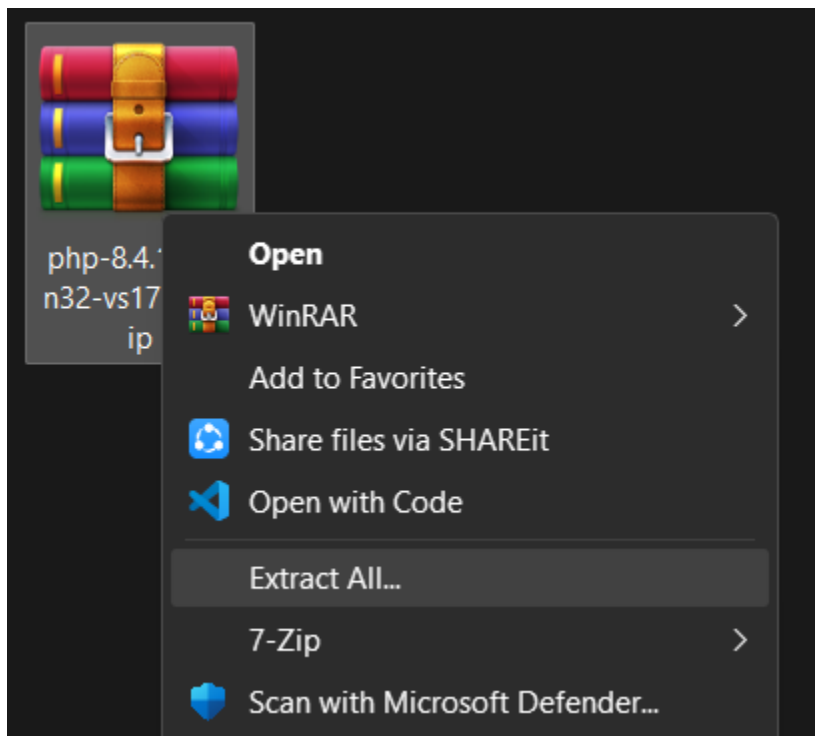 php-8.4.
n32-vs17
ip
Open
WinRAR
Add to Favorites
Share files via SHAREit
Open with Code
Extract All...
7-Zip
Scan with Microsoft Defender...